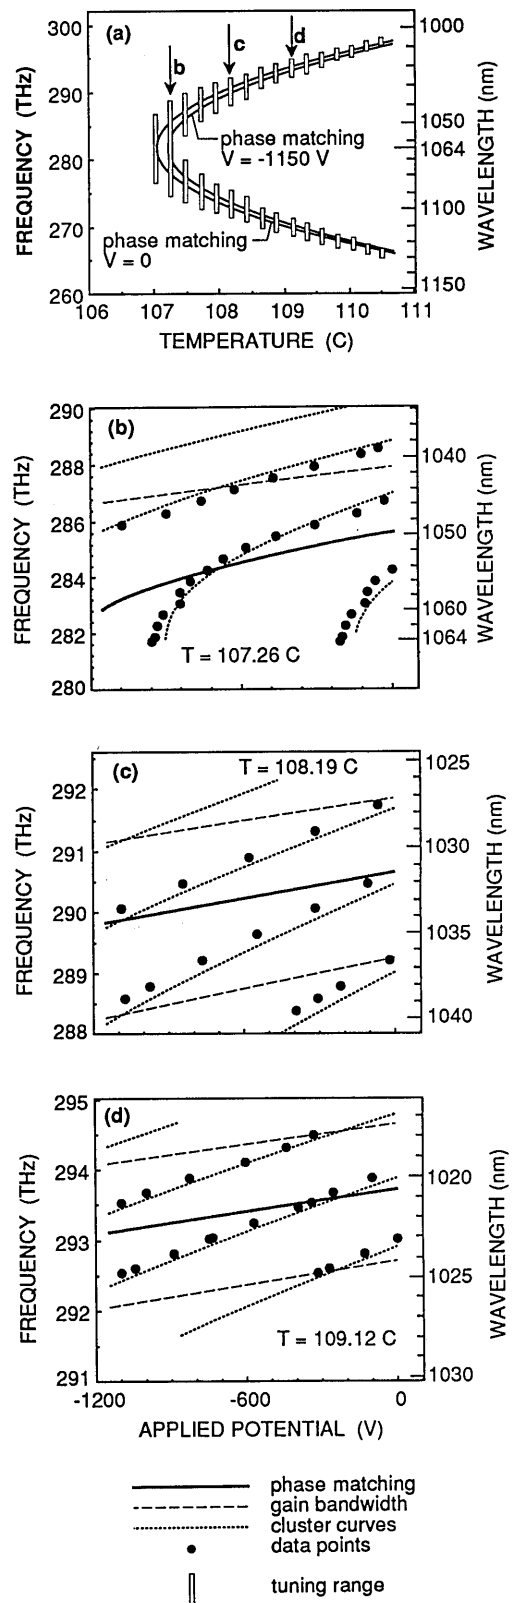 (a)
300
290
280
270
260
FREQUENCY (THz)
b
c
d
phase matching
V = -1150 V
phase matching
V = 0
1000
1050
1064
1100
1150
WAVELENGTH (nm)
106 107 108 109 110 111
TEMPERATURE (C)
(b)
290
288
286
284
282
280
FREQUENCY (THz)
T = 107.26 C
1040
1050
1060
1064
WAVELENGTH (nm)
(c)
T = 108.19 C
292
291
290
289
288
FREQUENCY (THz)
1025
1030
1035
1040
WAVELENGTH (nm)
(d)
295
294
293
292
291
FREQUENCY (THz)
T = 109.12 C
1020
1025
1030
WAVELENGTH (nm)
-1200 -600 0
APPLIED POTENTIAL (V)
phase matching
gain bandwidth
cluster curves
data points
tuning range